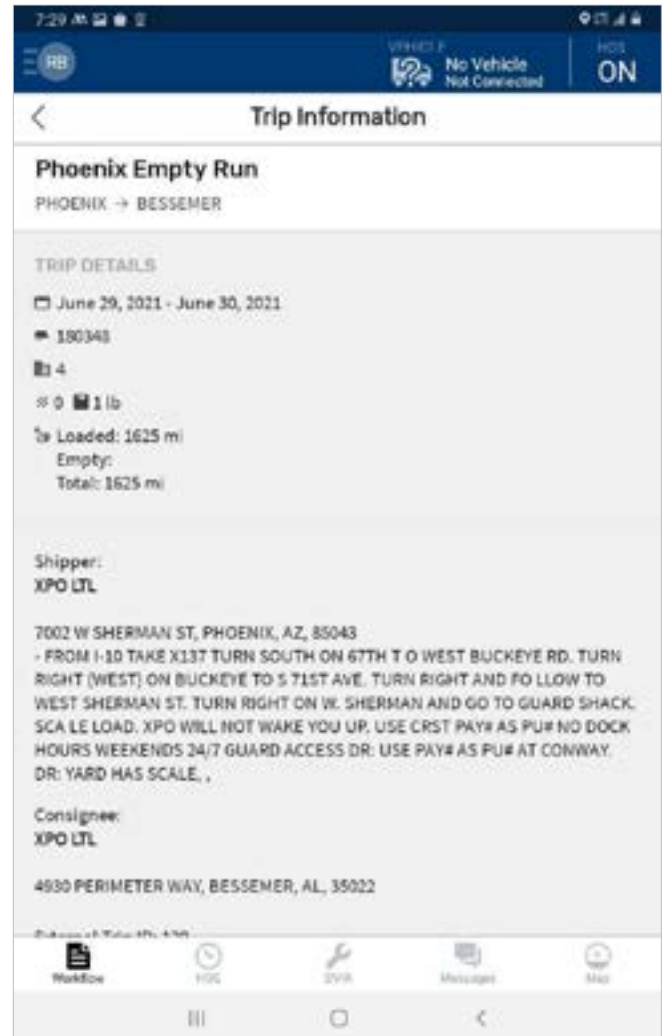 7:29
RB
VEHICLE
No Vehicle
Not Connected
HOS
ON
Trip Information
Phoenix Empty Run
PHOENIX → BESSEMER
TRIP DETAILS
June 29, 2021 - June 30, 2021
4
0 1 lb
Loaded: 1625 mi
Empty:
Total: 1625 mi
Shipper:
XPO LTL
7002 W SHERMAN ST, PHOENIX, AZ, 85043
- FROM I-10 TAKE X137 TURN SOUTH ON 67TH T O WEST BUCKEYE RD. TURN
RIGHT (WEST) ON BUCKEYE TO S 71ST AVE. TURN RIGHT AND FO LLOW TO
WEST SHERMAN ST. TURN RIGHT ON W. SHERMAN AND GO TO GUARD SHACK.
SCA LE LOAD. XPO WILL NOT WAKE YOU UP. USE CRST PAY# AS PU# NO DOCK
HOURS WEEKENDS 24/7 GUARD ACCESS DR: USE PAY# AS PU# AT CONWAY.
DR: YARD HAS SCALE, ,
Consignee:
XPO LTL
4930 PERIMETER WAY, BESSEMER, AL, 35022
Workflow
HOS
DVIR
Messages
Map